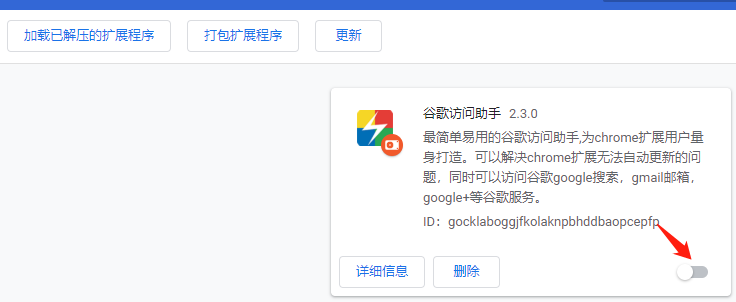 加载已解压的扩展程序 打包扩展程序 更新
谷歌访问助手 2.3.0
最简单易用的谷歌访问助手,为chrome扩展用户量
身打造。可以解决chrome扩展无法自动更新的问
题，同时可以访问谷歌google搜索，gmail邮箱，
google+等谷歌服务。
ID：gocklaboggjfkolaknpbhddbaopcepfp
详细信息 删除